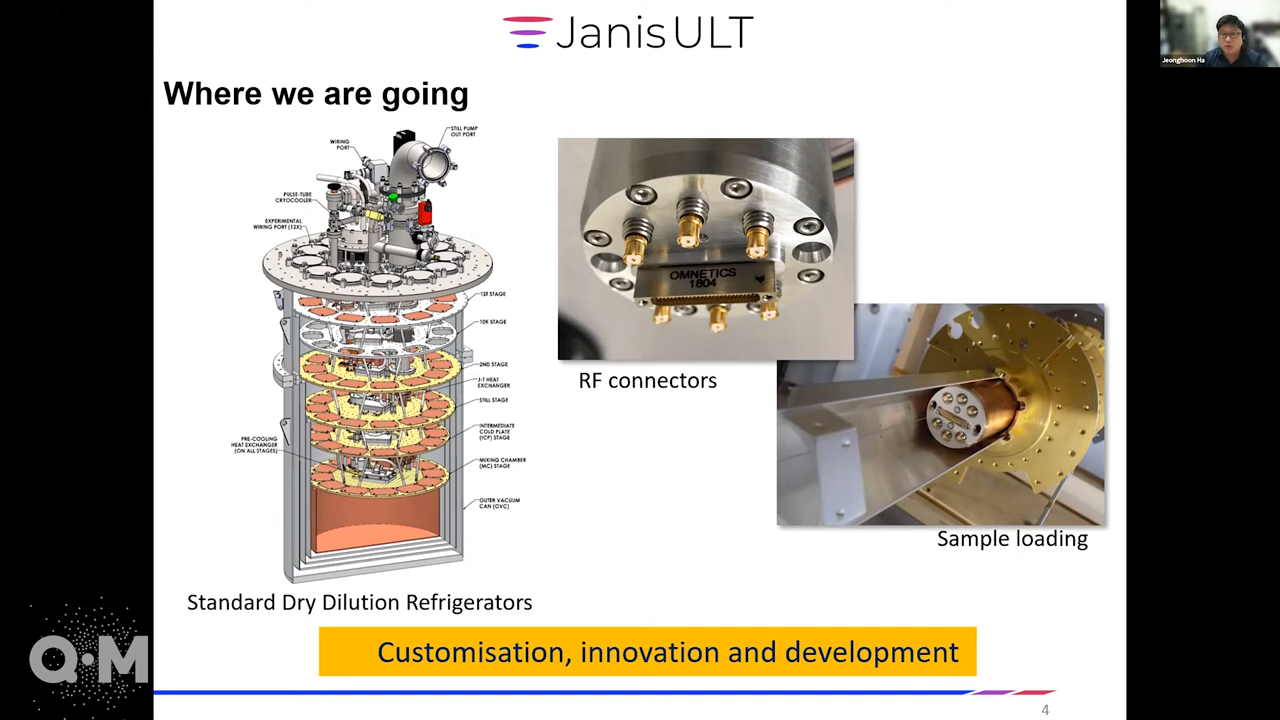 JanisULT
Jeonghoon Ha
Where we are going
STILL PUMP
OUT PORT
WIRING
PORT
PULSE-TUBE
CRYOCOOLER
EXPERIMENTAL
WIRING PORT (12X)
1ST STAGE
10K STAGE
2ND STAGE
J-T HEAT
EXCHANGER
STILL STAGE
INTERMEDIATE
COLD PLATE
(ICP) STAGE
PRE-COOLING
HEAT EXCHANGER
(ON ALL STAGES)
MIXING CHAMBER
(MC) STAGE
OUTER VACUUM
CAN (OVC)
Standard Dry Dilution Refrigerators
OMNETICS
1804
RF connectors
Sample loading
Customisation, innovation and development
Q·M
4